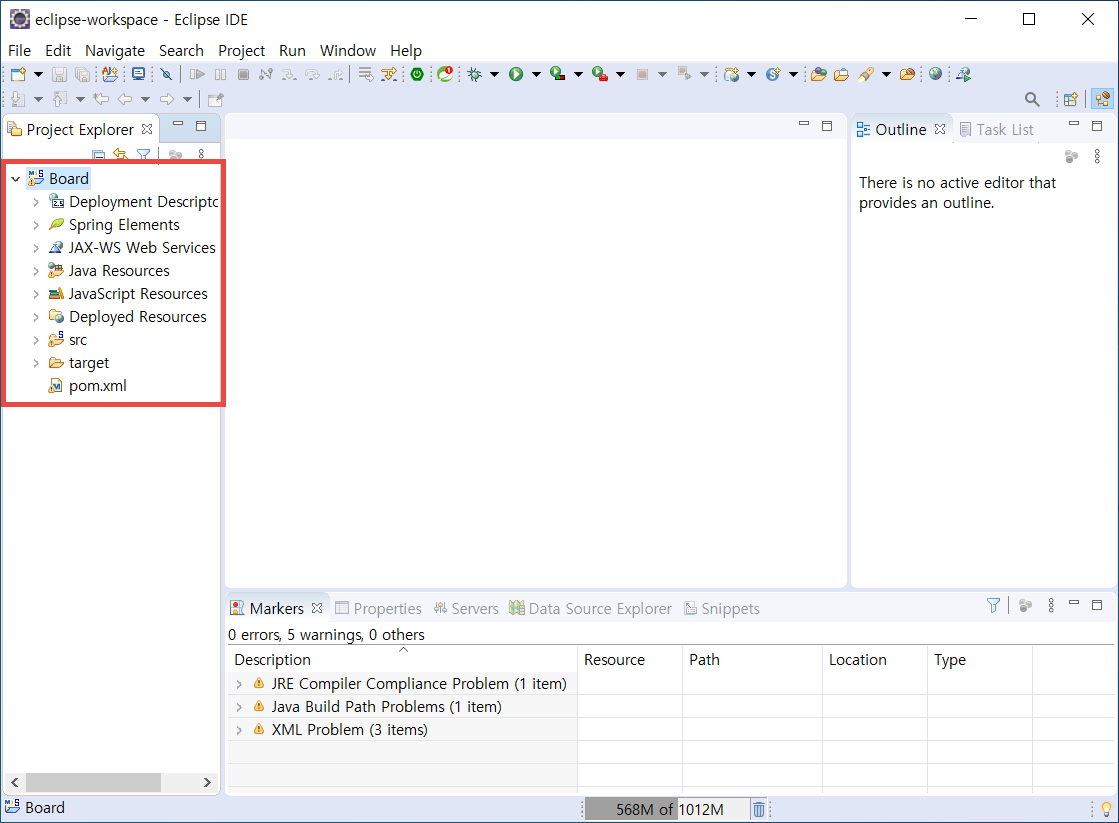 eclipse-workspace - Eclipse IDE
File Edit Navigate Search Project Run Window Help
Project Explorer
Board
Deployment Descripto
Spring Elements
JAX-WS Web Services
Java Resources
JavaScript Resources
Deployed Resources
src
target
pom.xml
Outline Task List
There is no active editor that
provides an outline.
Markers Properties Servers Data Source Explorer Snippets
0 errors, 5 warnings, 0 others
Description Resource Path Location Type
JRE Compiler Compliance Problem (1 item)
Java Build Path Problems (1 item)
XML Problem (3 items)
Board 568M of 1012M